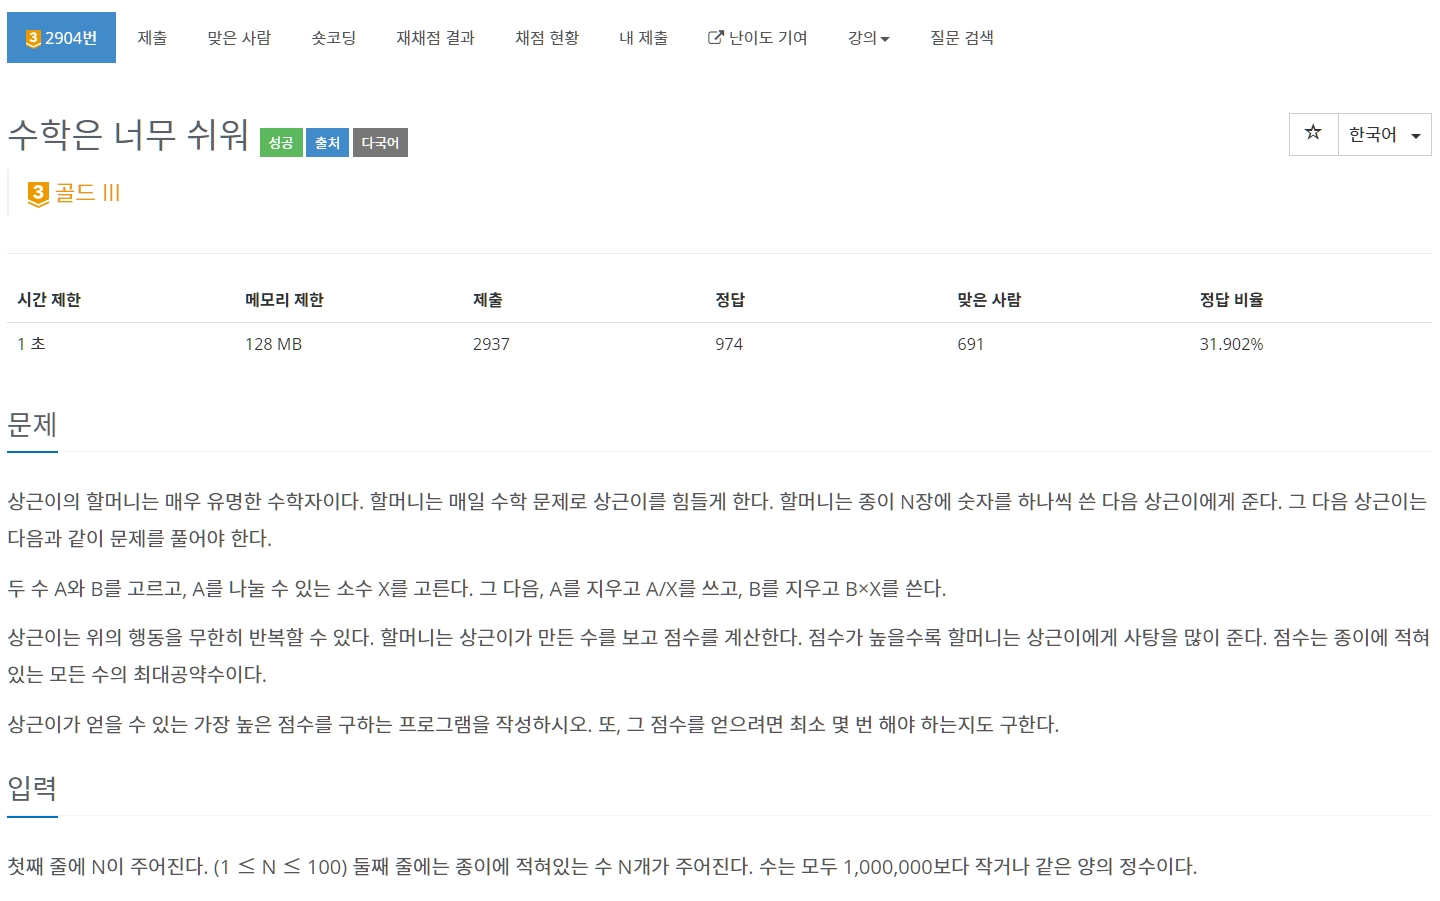 3 2904번 제출 맞은 사람 숏코딩 재채점 결과 채점 현황 내 제출 난이도 기여 강의 질문 검색
수학은 너무 쉬워 성공 출처 다국어 한국어
3 골드 III
시간 제한 메모리 제한 제출 정답 맞은 사람 정답 비율
1 초 128 MB 2937 974 691 31.902%
문제
상근이의 할머니는 매우 유명한 수학자이다. 할머니는 매일 수학 문제로 상근이를 힘들게 한다. 할머니는 종이 N장에 숫자를 하나씩 쓴 다음 상근이에게 준다. 그 다음 상근이는
다음과 같이 문제를 풀어야 한다.
두 수 A와 B를 고르고, A를 나눌 수 있는 소수 X를 고른다. 그 다음, A를 지우고 A/X를 쓰고, B를 지우고 B×X를 쓴다.
상근이는 위의 행동을 무한히 반복할 수 있다. 할머니는 상근이가 만든 수를 보고 점수를 계산한다. 점수가 높을수록 할머니는 상근이에게 사탕을 많이 준다. 점수는 종이에 적혀
있는 모든 수의 최대공약수이다.
상근이가 얻을 수 있는 가장 높은 점수를 구하는 프로그램을 작성하시오. 또, 그 점수를 얻으려면 최소 몇 번 해야 하는지도 구한다.
입력
첫째 줄에 N이 주어진다. (1 ≤ N ≤ 100) 둘째 줄에는 종이에 적혀있는 수 N개가 주어진다. 수는 모두 1,000,000보다 작거나 같은 양의 정수이다.